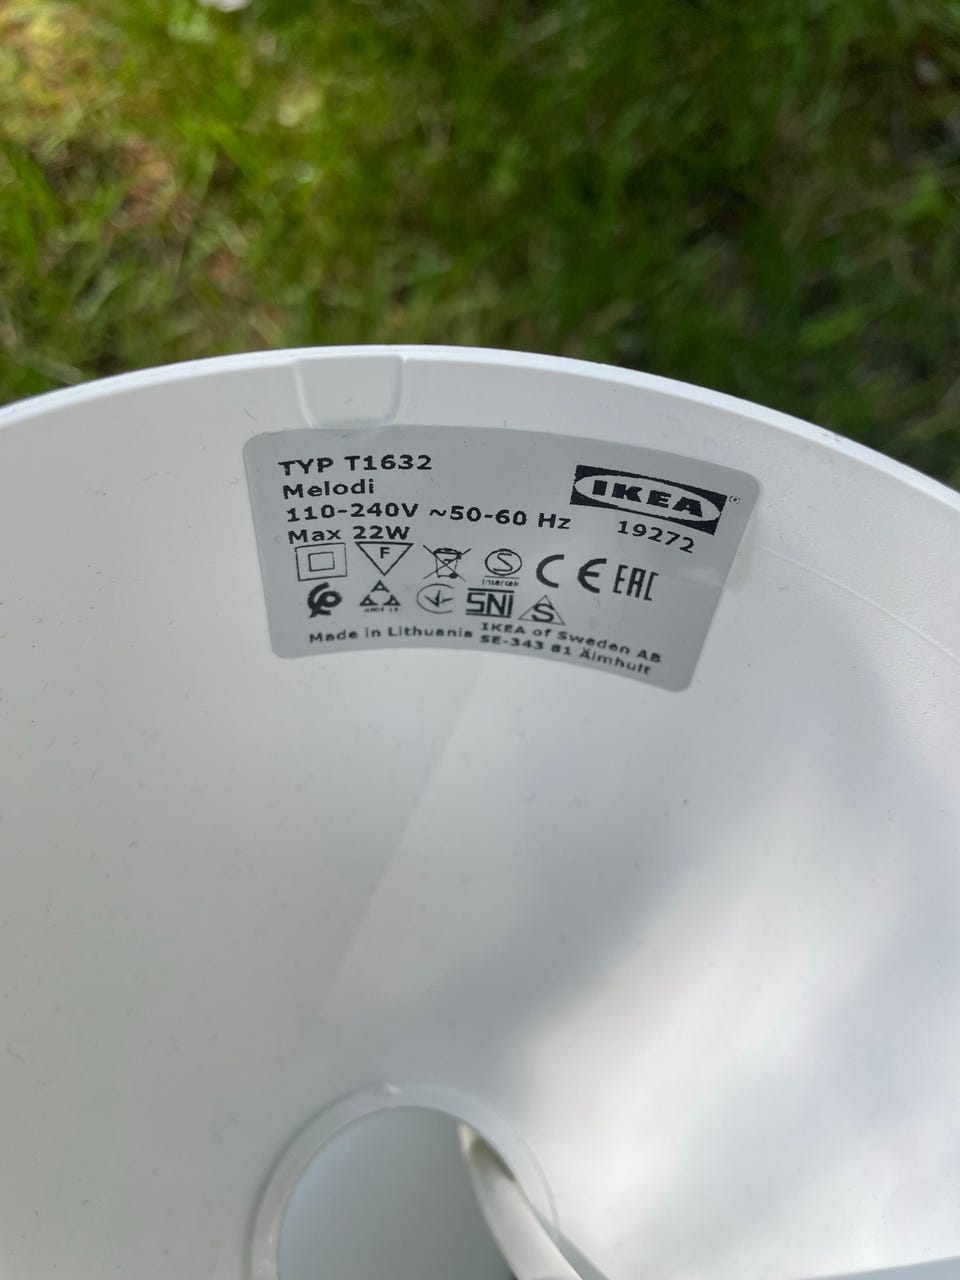 TYP T1632
Melodi
110-240V ~50-60 Hz
Max 22W
IKEA ®
19272
F
S
Intertek
CE EAC
SNI S
Made in Lithuania
IKEA of Sweden AB
SE-343 81 Älmhult